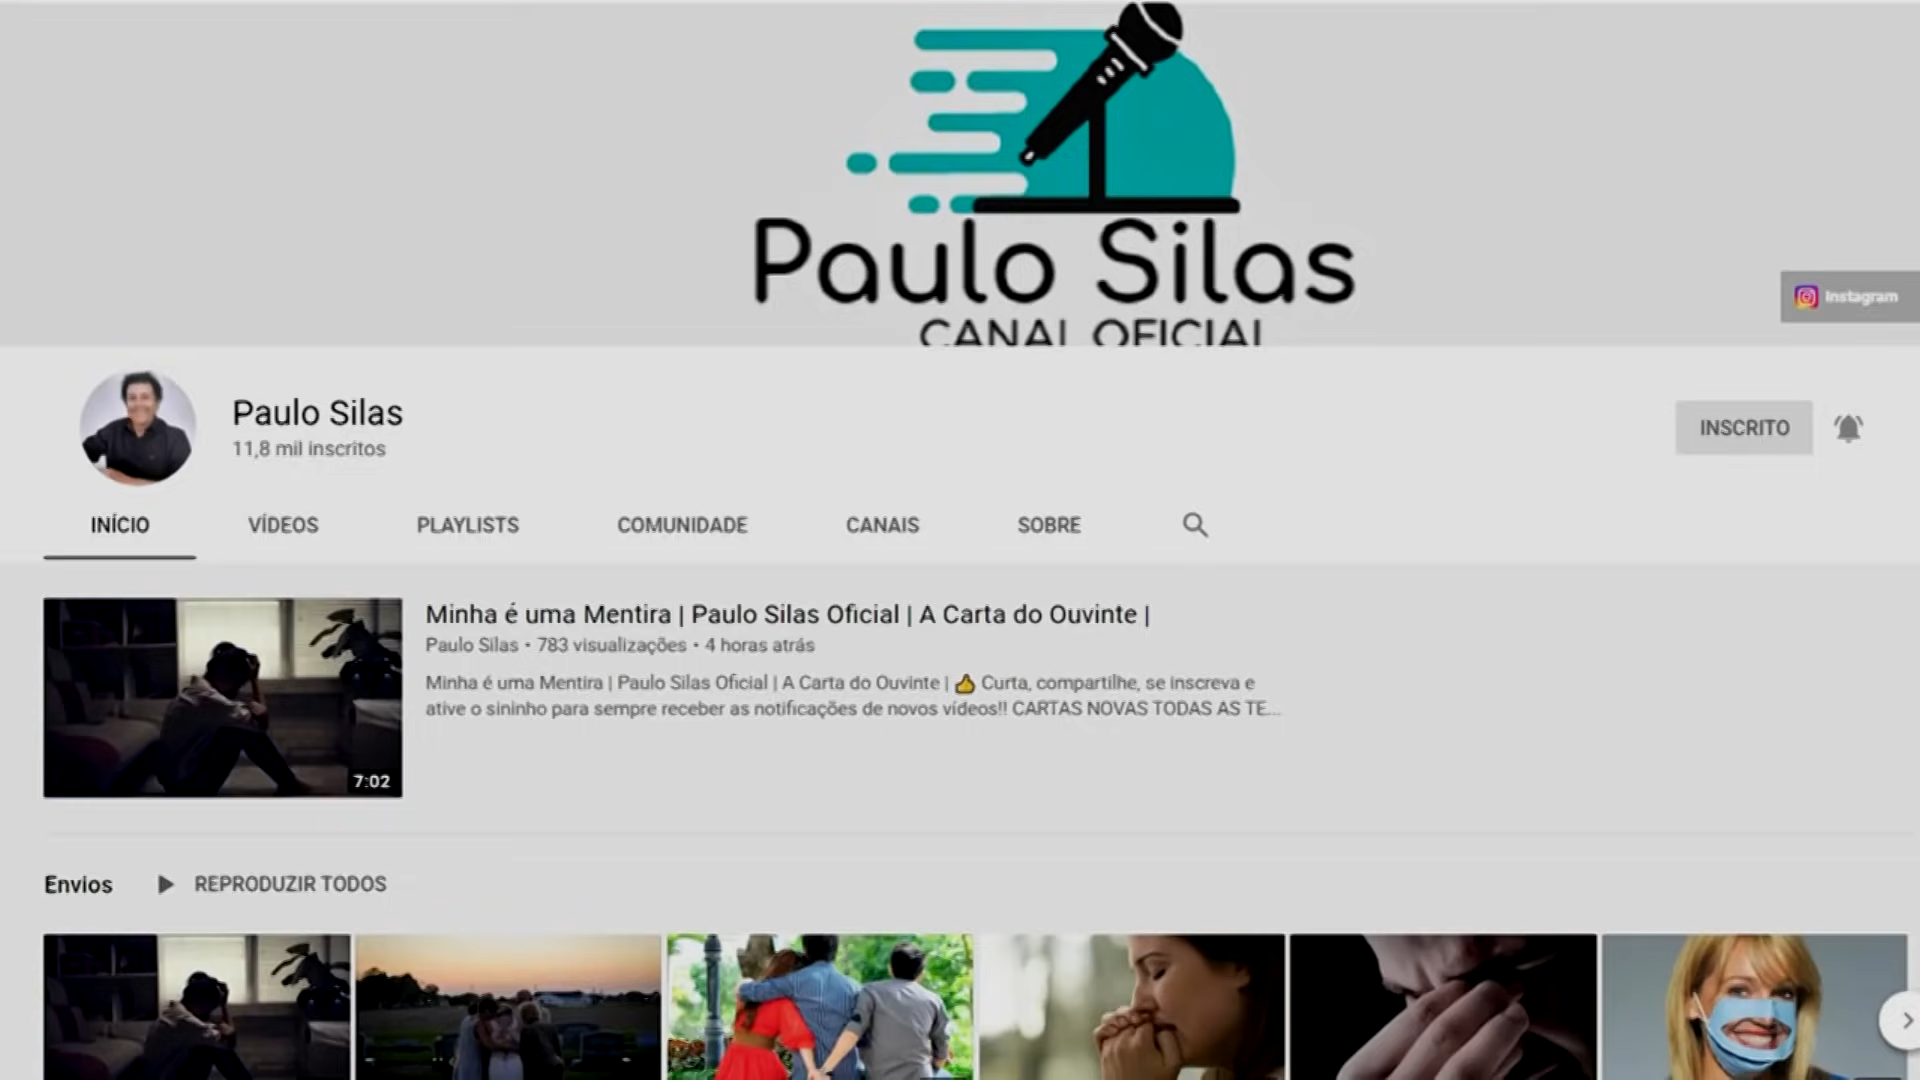 Paulo Silas
CANAL OFICIAL
Instagram
Paulo Silas
11,8 mil inscritos
INSCRITO
INÍCIO VÍDEOS PLAYLISTS COMUNIDADE CANAIS SOBRE
Minha é uma Mentira | Paulo Silas Oficial | A Carta do Ouvinte |
Paulo Silas • 783 visualizações • 4 horas atrás
Minha é uma Mentira | Paulo Silas Oficial | A Carta do Ouvinte | 👍 Curta, compartilhe, se inscreva e
ative o sininho para sempre receber as notificações de novos vídeos!! CARTAS NOVAS TODAS AS TE...
7:02
Envios REPRODUZIR TODOS